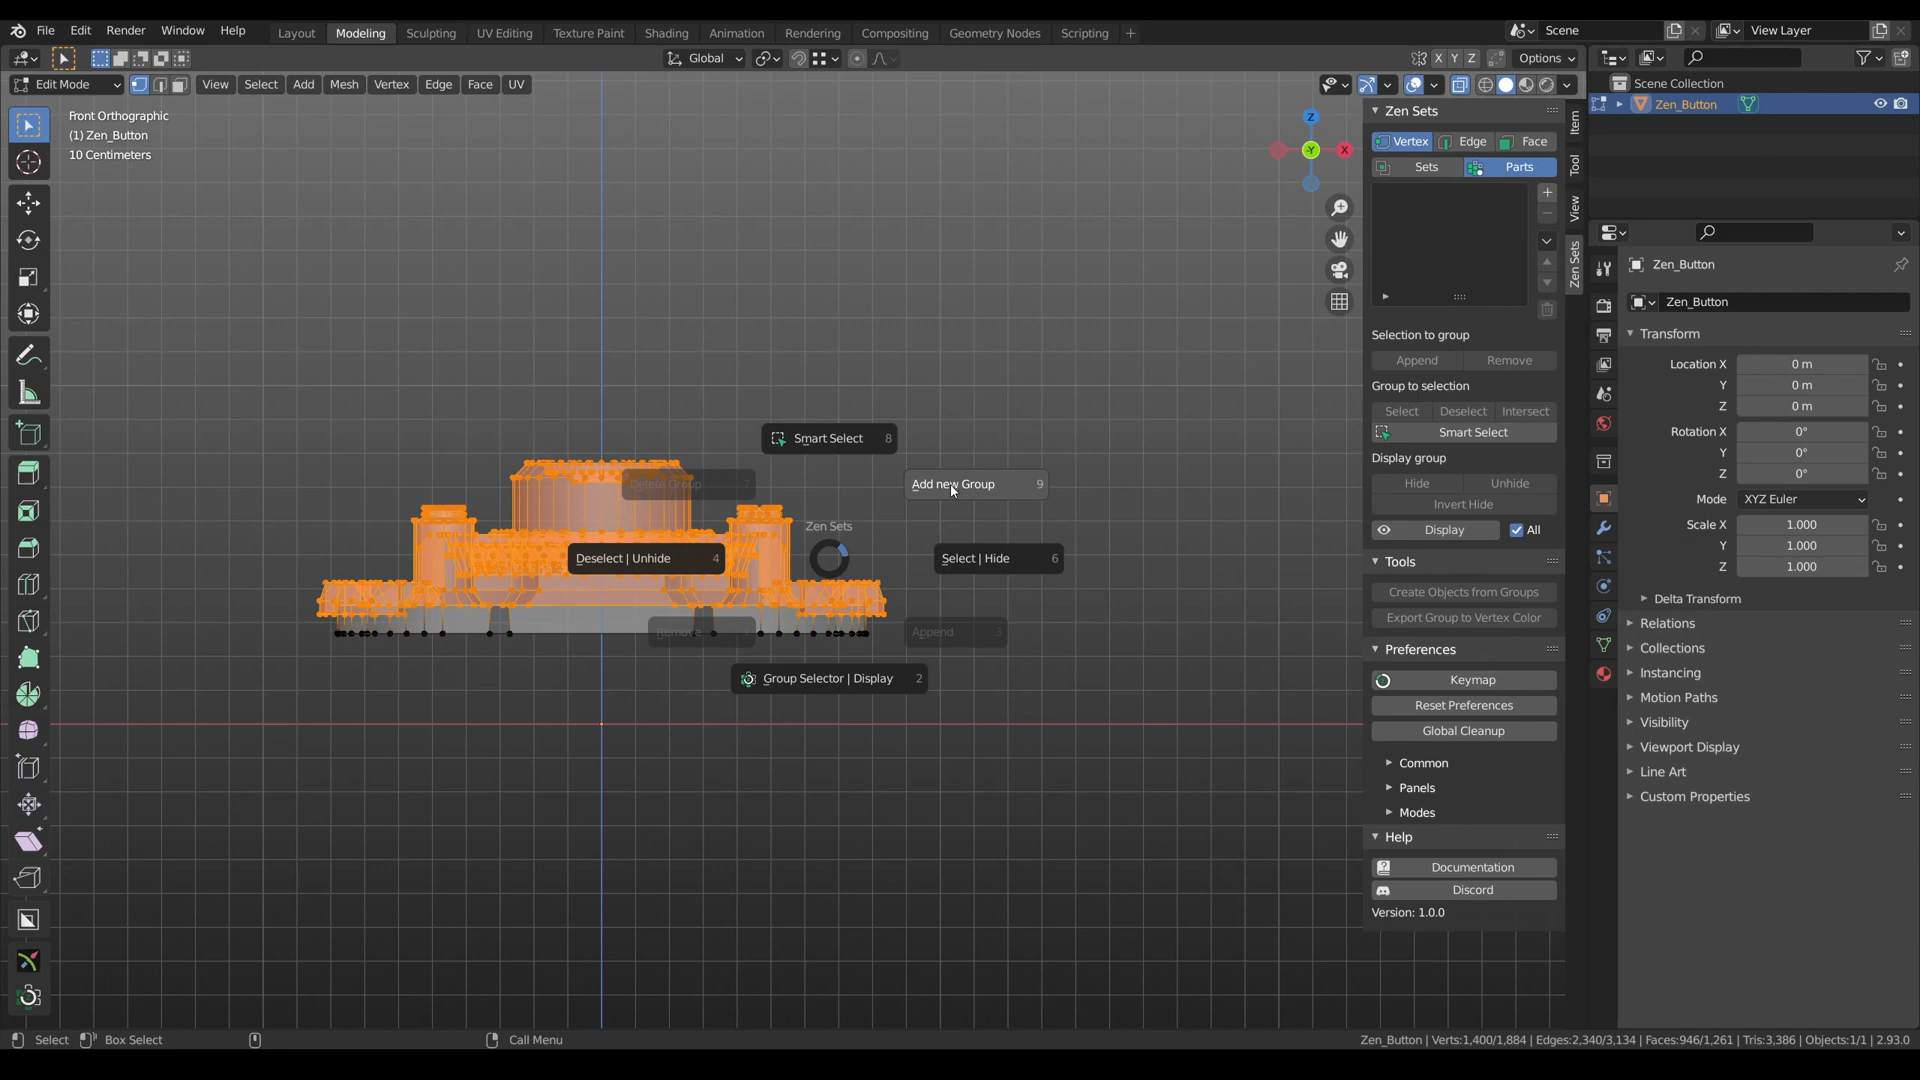 File Edit Render Window Help Layout Modeling Sculpting UV Editing Texture Paint Shading Animation Rendering Compositing Geometry Nodes Scripting + Scene View Layer
Global X Y Z Options
Edit Mode View Select Add Mesh Vertex Edge Face UV
Scene Collection
Zen_Button
Front Orthographic
(1) Zen_Button
10 Centimeters
Z
-Y X
Zen Sets
Vertex Edge Face
Sets Parts
Selection to group
Append Remove
Group to selection
Select Deselect Intersect
Smart Select
Display group
Hide Unhide
Invert Hide
Display All
Tools
Create Objects from Groups
Export Group to Vertex Color
Preferences
Keymap
Reset Preferences
Global Cleanup
Common
Panels
Modes
Help
Documentation
Discord
Version: 1.0.0
Item
Tool
View
Zen Sets
Smart Select 8
Delete Group 7
Add new Group 9
Zen Sets
Deselect | Unhide 4
Select | Hide 6
Remove
Append 3
Group Selector | Display 2
Zen_Button
Zen_Button
Transform
Location X 0 m
Y 0 m
Z 0 m
Rotation X 0°
Y 0°
Z 0°
Mode XYZ Euler
Scale X 1.000
Y 1.000
Z 1.000
Delta Transform
Relations
Collections
Instancing
Motion Paths
Visibility
Viewport Display
Line Art
Custom Properties
Select Box Select Call Menu Zen_Button | Verts:1,400/1,884 | Edges:2,340/3,134 | Faces:946/1,261 | Tris:3,386 | Objects:1/1 | 2.93.0